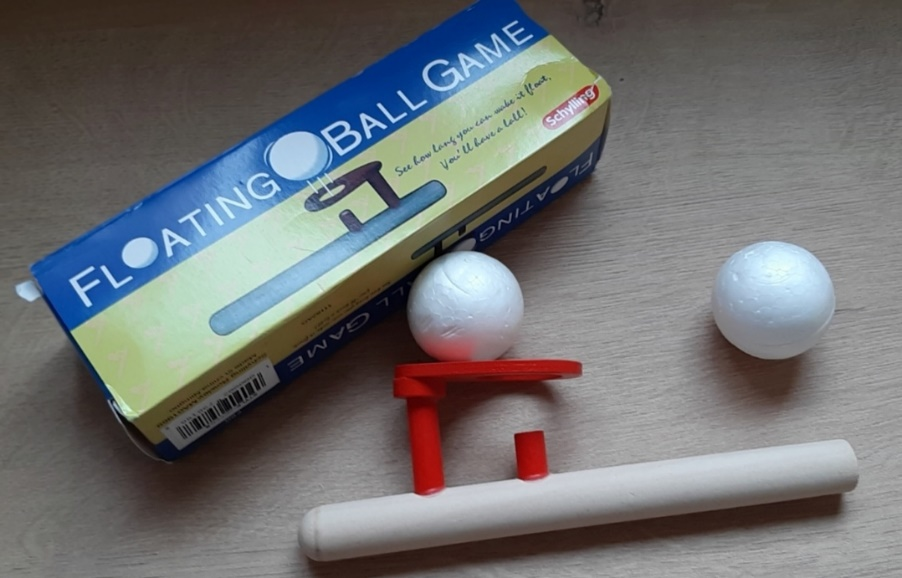 FLOATING BALL GAME
See how long you can make it float.
You'll have a ball!
Schylling
FLOATING
BALL GAME